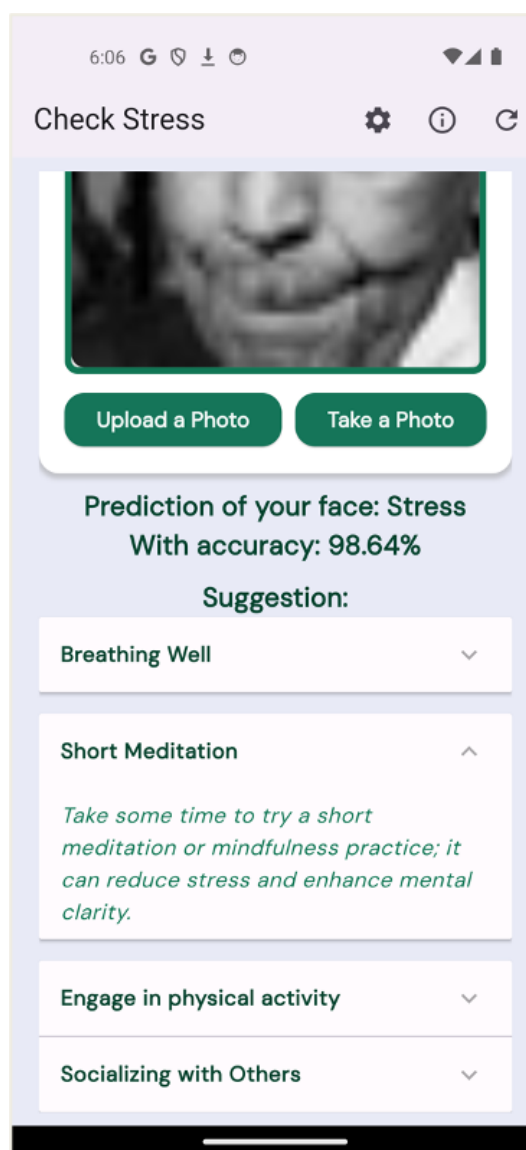 6:06 G
Check Stress
Upload a Photo
Take a Photo
Prediction of your face: Stress
With accuracy: 98.64%
Suggestion:
Breathing Well
Short Meditation
Take some time to try a short
meditation or mindfulness practice; it
can reduce stress and enhance mental
clarity.
Engage in physical activity
Socializing with Others